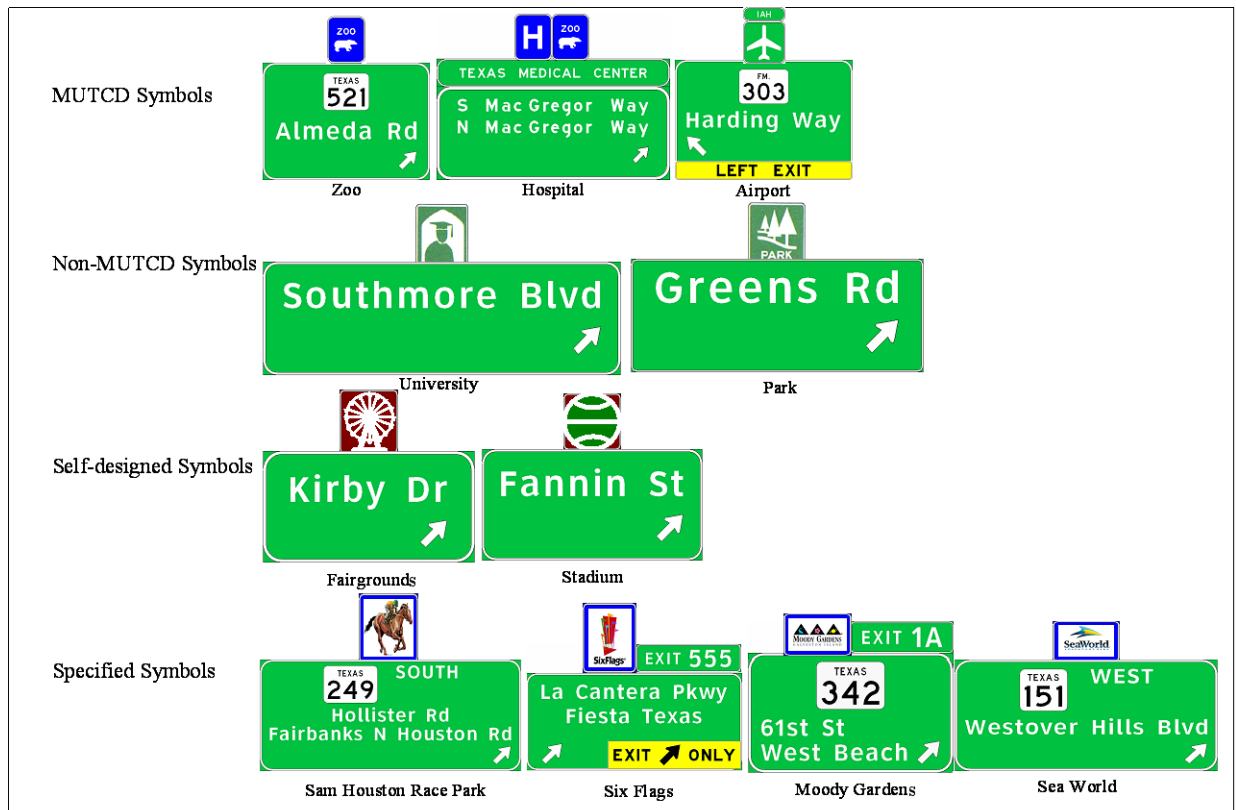 MUTCD Symbols
ZOO
TEXAS
521
Almeda Rd
Zoo
H
ZOO
TEXAS MEDICAL CENTER
S Mac Gregor Way
N Mac Gregor Way
Hospital
IAH
FM.
303
Harding Way
LEFT EXIT
Airport
Non-MUTCD Symbols
Southmore Blvd
University
PARK
Greens Rd
Park
Self-designed Symbols
Kirby Dr
Fairgrounds
Fannin St
Stadium
Specified Symbols
TEXAS
249
SOUTH
Hollister Rd
Fairbanks N Houston Rd
Sam Houston Race Park
SixFlags
EXIT 555
La Cantera Pkwy
Fiesta Texas
EXIT ONLY
Six Flags
MOODY GARDENS
GALVESTON ISLAND
EXIT 1A
TEXAS
342
61st St
West Beach
Moody Gardens
SeaWorld
TEXAS
151
WEST
Westover Hills Blvd
Sea World